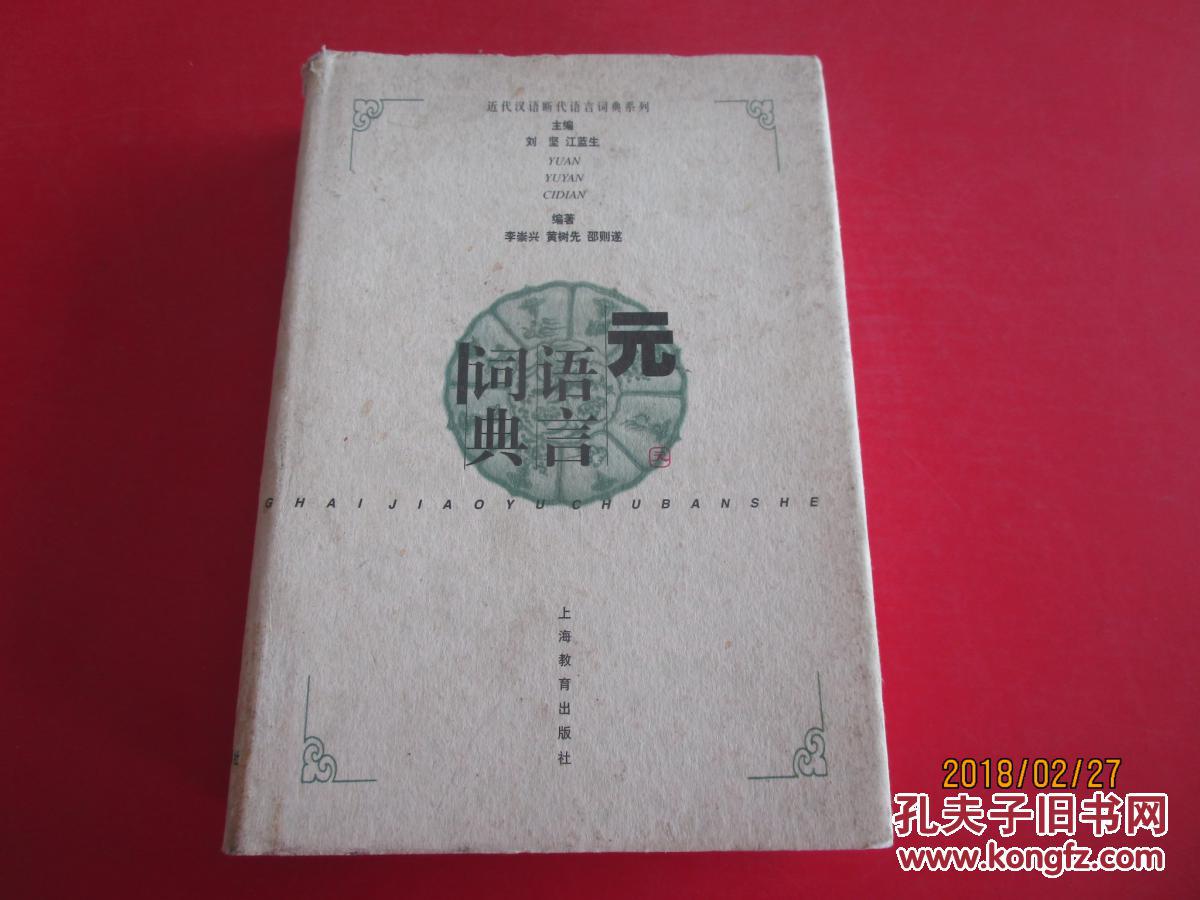 近代汉语断代语言词典系列
主编
刘 坚 江蓝生
YUAN
YUYAN
CIDIAN
编著
李崇兴 黄树先 邵则遂
元
语言
词典
GHAI JIAOYU CHUBANSHE
上海教育出版社
2018/02/27
孔夫子旧书网
www.kongfz.com